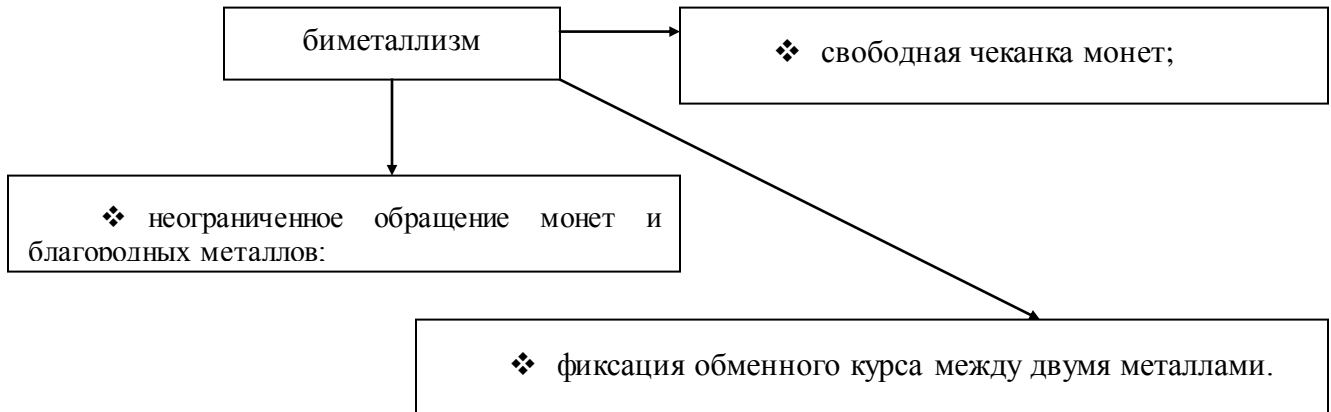 биметаллизм
❖ свободная чеканка монет;
❖ неограниченное обращение монет и
благородных металлов;
❖ фиксация обменного курса между двумя металлами.